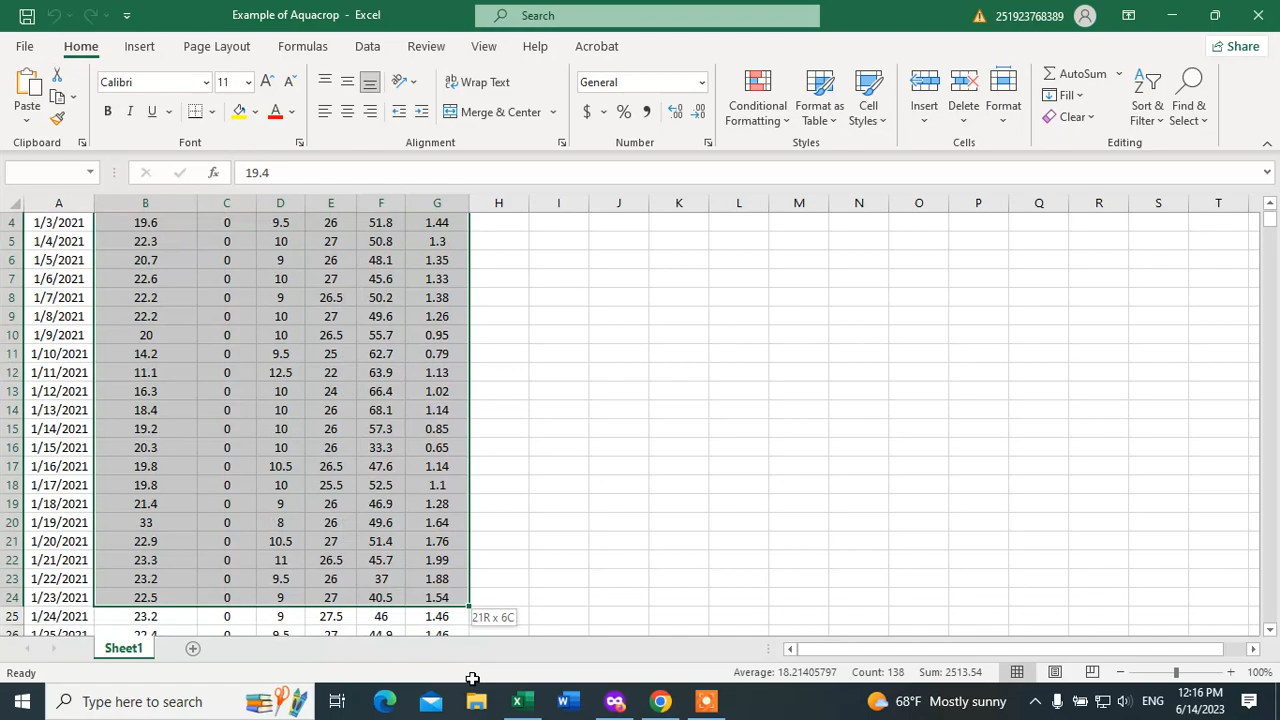 Example of Aquacrop - Excel
Search
251923768389
File Home Insert Page Layout Formulas Data Review View Help Acrobat Share
Paste
Calibri 11
Wrap Text
General
Merge & Center
Conditional Formatting
Format as Table
Cell Styles
Insert
Delete
Format
AutoSum
Fill
Clear
Sort & Filter
Find & Select
Clipboard Font Alignment Number Styles Cells Editing
19.4
A B C D E F G H I J K L M N O P Q R S T
4 1/3/2021 19.6 0 9.5 26 51.8 1.44
5 1/4/2021 22.3 0 10 27 50.8 1.3
6 1/5/2021 20.7 0 9 26 48.1 1.35
7 1/6/2021 22.6 0 10 27 45.6 1.33
8 1/7/2021 22.2 0 9 26.5 50.2 1.38
9 1/8/2021 22.2 0 10 27 49.6 1.26
10 1/9/2021 20 0 10 26.5 55.7 0.95
11 1/10/2021 14.2 0 9.5 25 62.7 0.79
12 1/11/2021 11.1 0 12.5 22 63.9 1.13
13 1/12/2021 16.3 0 10 24 66.4 1.02
14 1/13/2021 18.4 0 10 26 68.1 1.14
15 1/14/2021 19.2 0 10 26 57.3 0.85
16 1/15/2021 20.3 0 10 26 33.3 0.65
17 1/16/2021 19.8 0 10.5 26.5 47.6 1.14
18 1/17/2021 19.8 0 10 25.5 52.5 1.1
19 1/18/2021 21.4 0 9 26 46.9 1.28
20 1/19/2021 33 0 8 26 49.6 1.64
21 1/20/2021 22.9 0 10.5 27 51.4 1.76
22 1/21/2021 23.3 0 11 26.5 45.7 1.99
23 1/22/2021 23.2 0 9.5 26 37 1.88
24 1/23/2021 22.5 0 9 27 40.5 1.54
25 1/24/2021 23.2 0 9 27.5 46 1.46
21R x 6C
26 1/25/2021 22.4 0 9.5 27 44.9 1.46
Sheet1
Ready
Average: 18.21405797 Count: 138 Sum: 2513.54
100%
Type here to search
68°F Mostly sunny
ENG
12:16 PM
6/14/2023